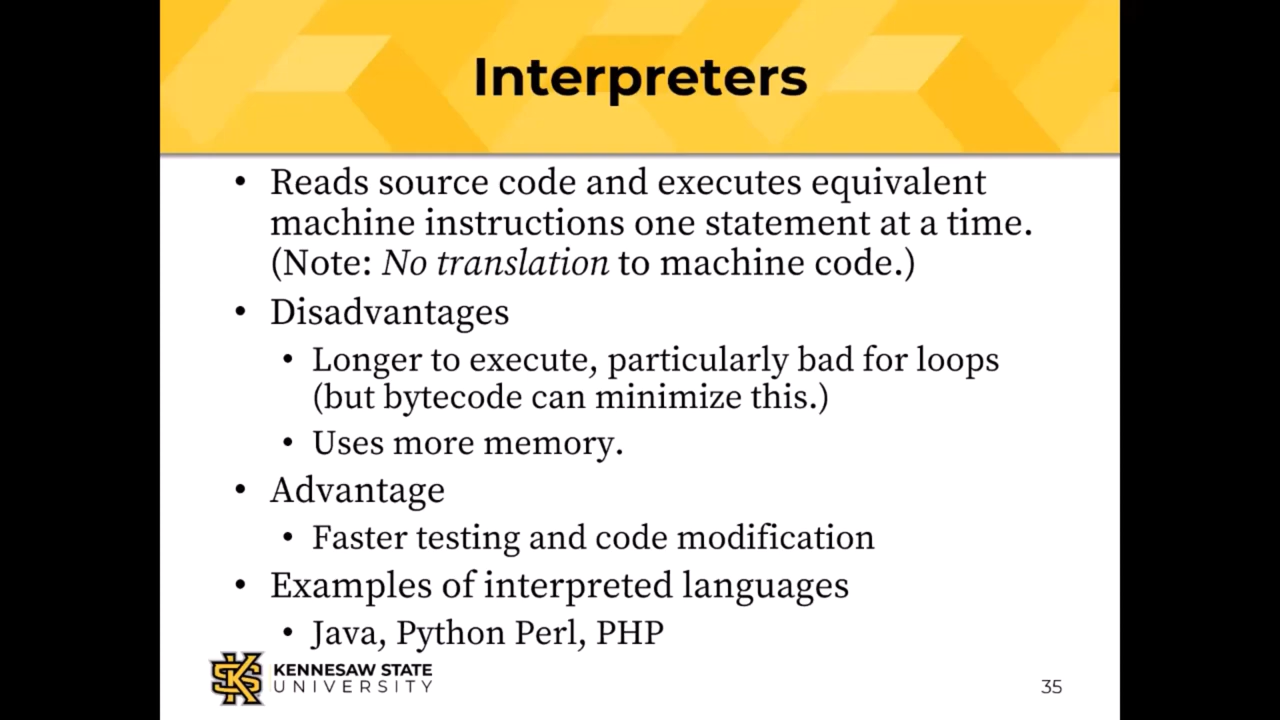 Interpreters
• Reads source code and executes equivalent
machine instructions one statement at a time.
(Note: No translation to machine code.)
• Disadvantages
• Longer to execute, particularly bad for loops
(but bytecode can minimize this.)
• Uses more memory.
• Advantage
• Faster testing and code modification
• Examples of interpreted languages
• Java, Python Perl, PHP
KS
KENNESAW STATE
UNIVERSITY
35